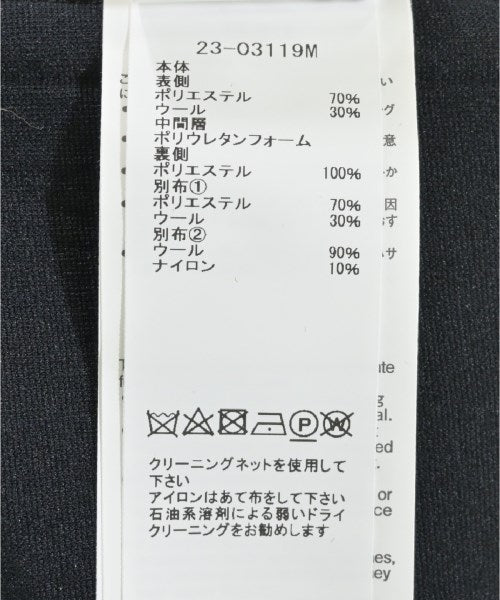 23-03119M
本体
表側
ポリエステル 70%
ウール 30%
中間層
ポリウレタンフォーム
裏側
ポリエステル 100%
別布①
ポリエステル 70%
ウール 30%
別布②
ウール 90%
ナイロン 10%
P W
クリーニングネットを使用して
下さい
アイロンはあて布をして下さい
石油系溶剤による弱いドライ
クリーニングをお勧めします